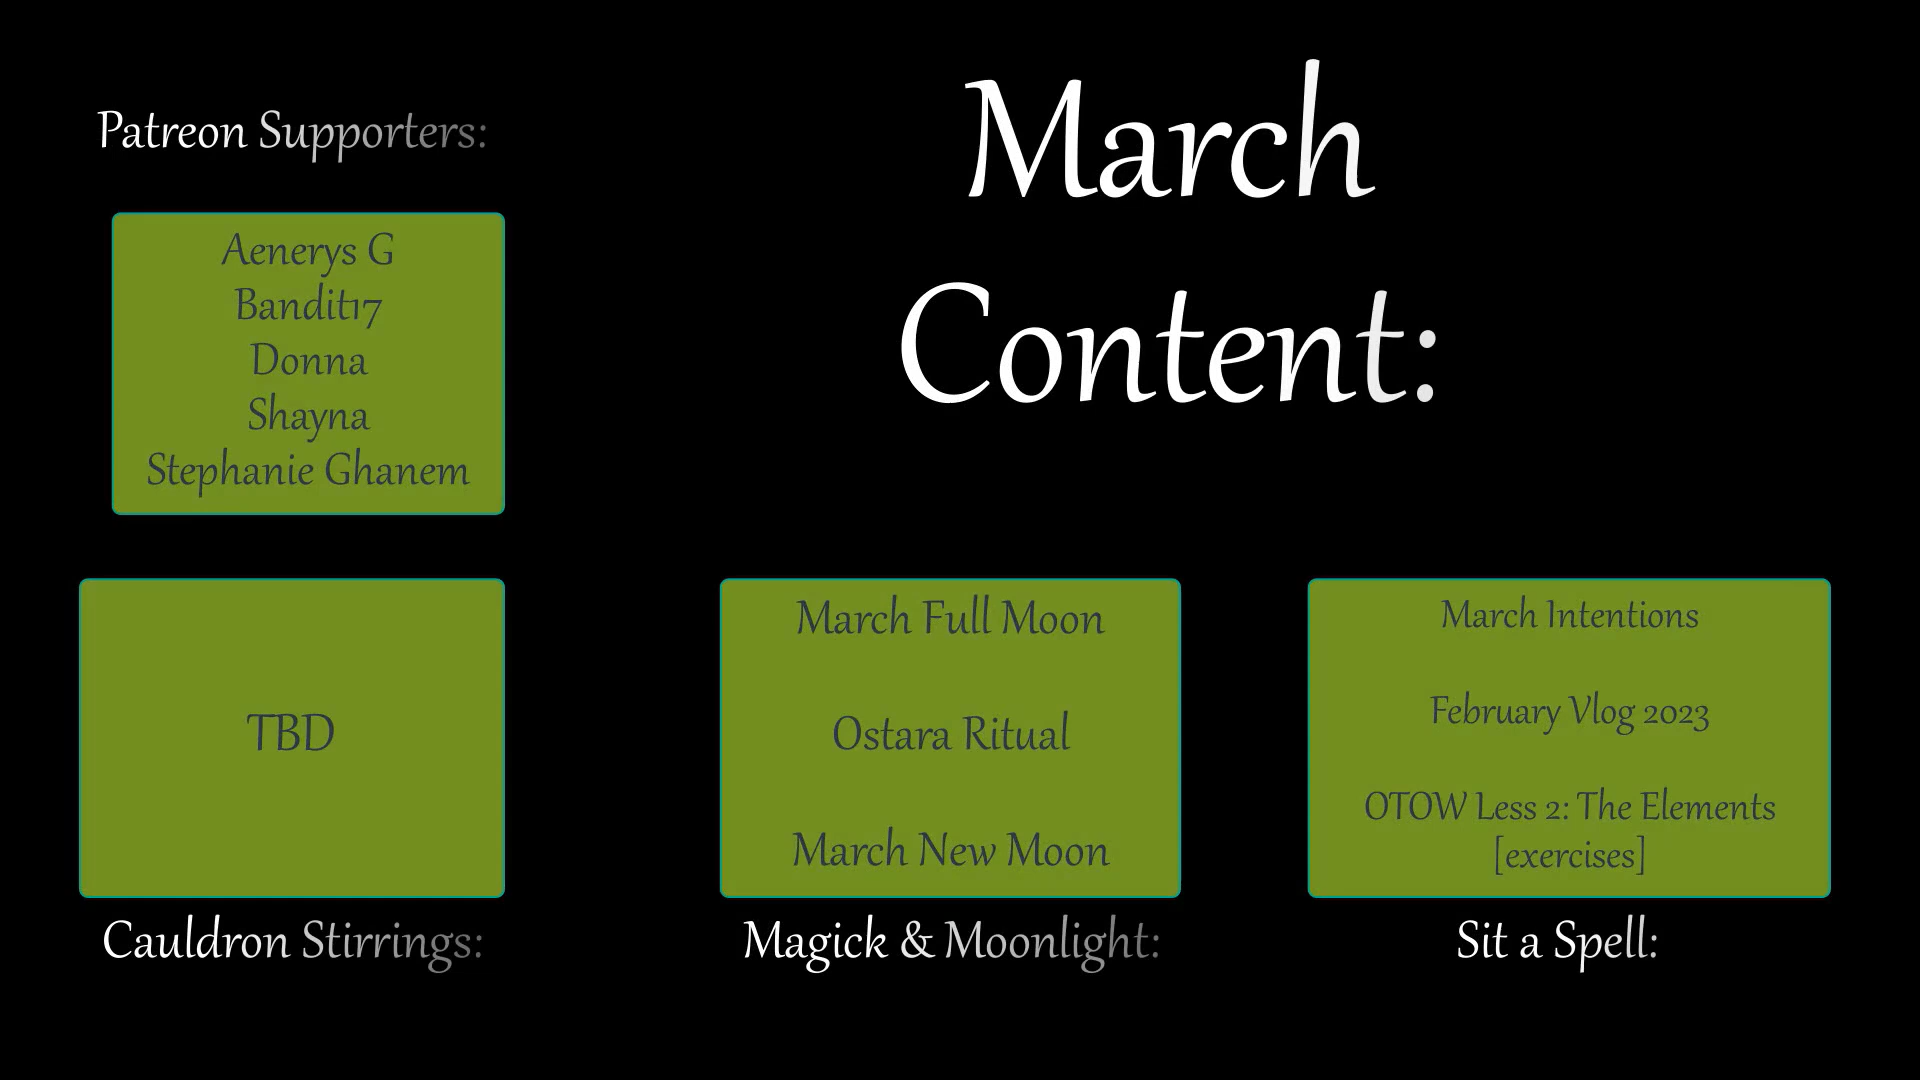 Patreon Supporters:
Aenerys G
Bandit17
Donna
Shayna
Stephanie Ghanem
March
Content:
TBD
Cauldron Stirrings:
March Full Moon
Ostara Ritual
March New Moon
Magick & Moonlight:
March Intentions
February Vlog 2023
OTOW Less 2: The Elements
[exercises]
Sit a Spell: